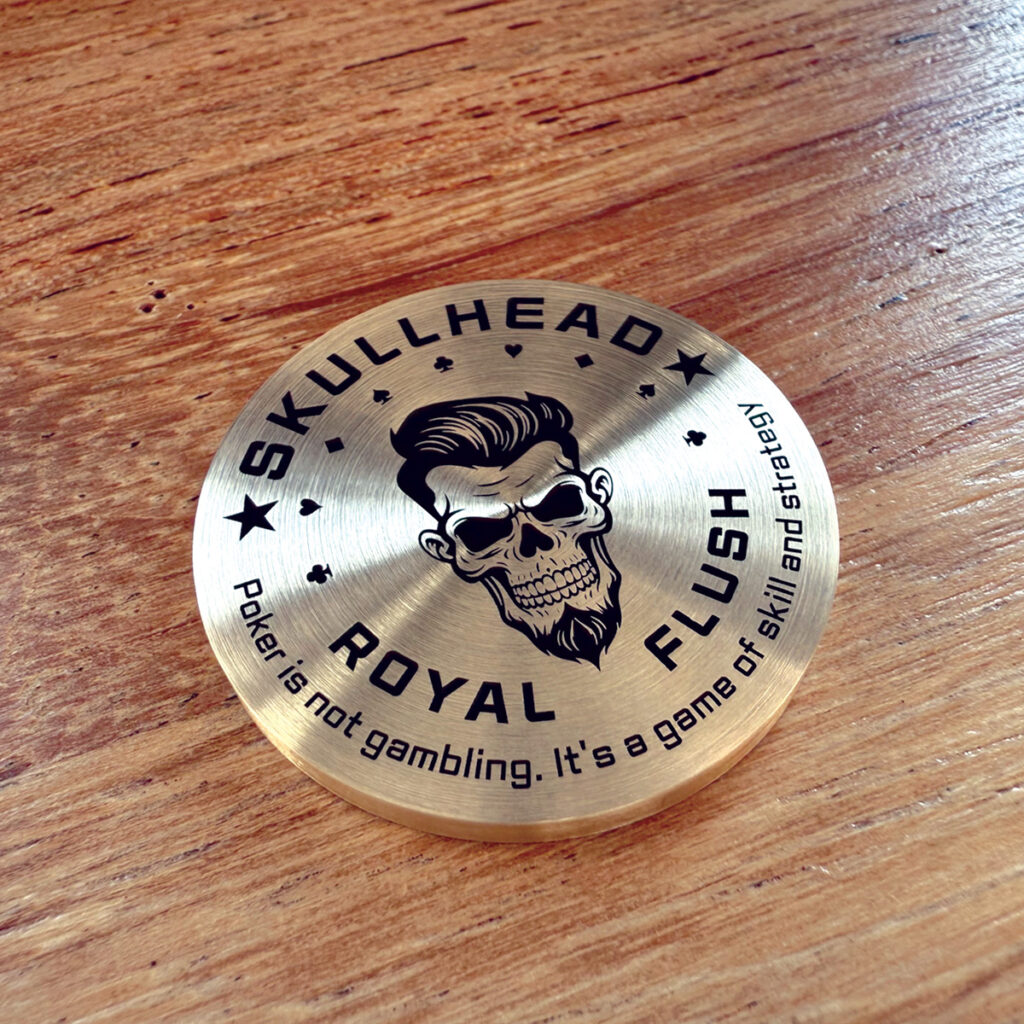 SKULLHEAD
ROYAL FLUSH
Poker is not gambling. It's a game of skill and strategy